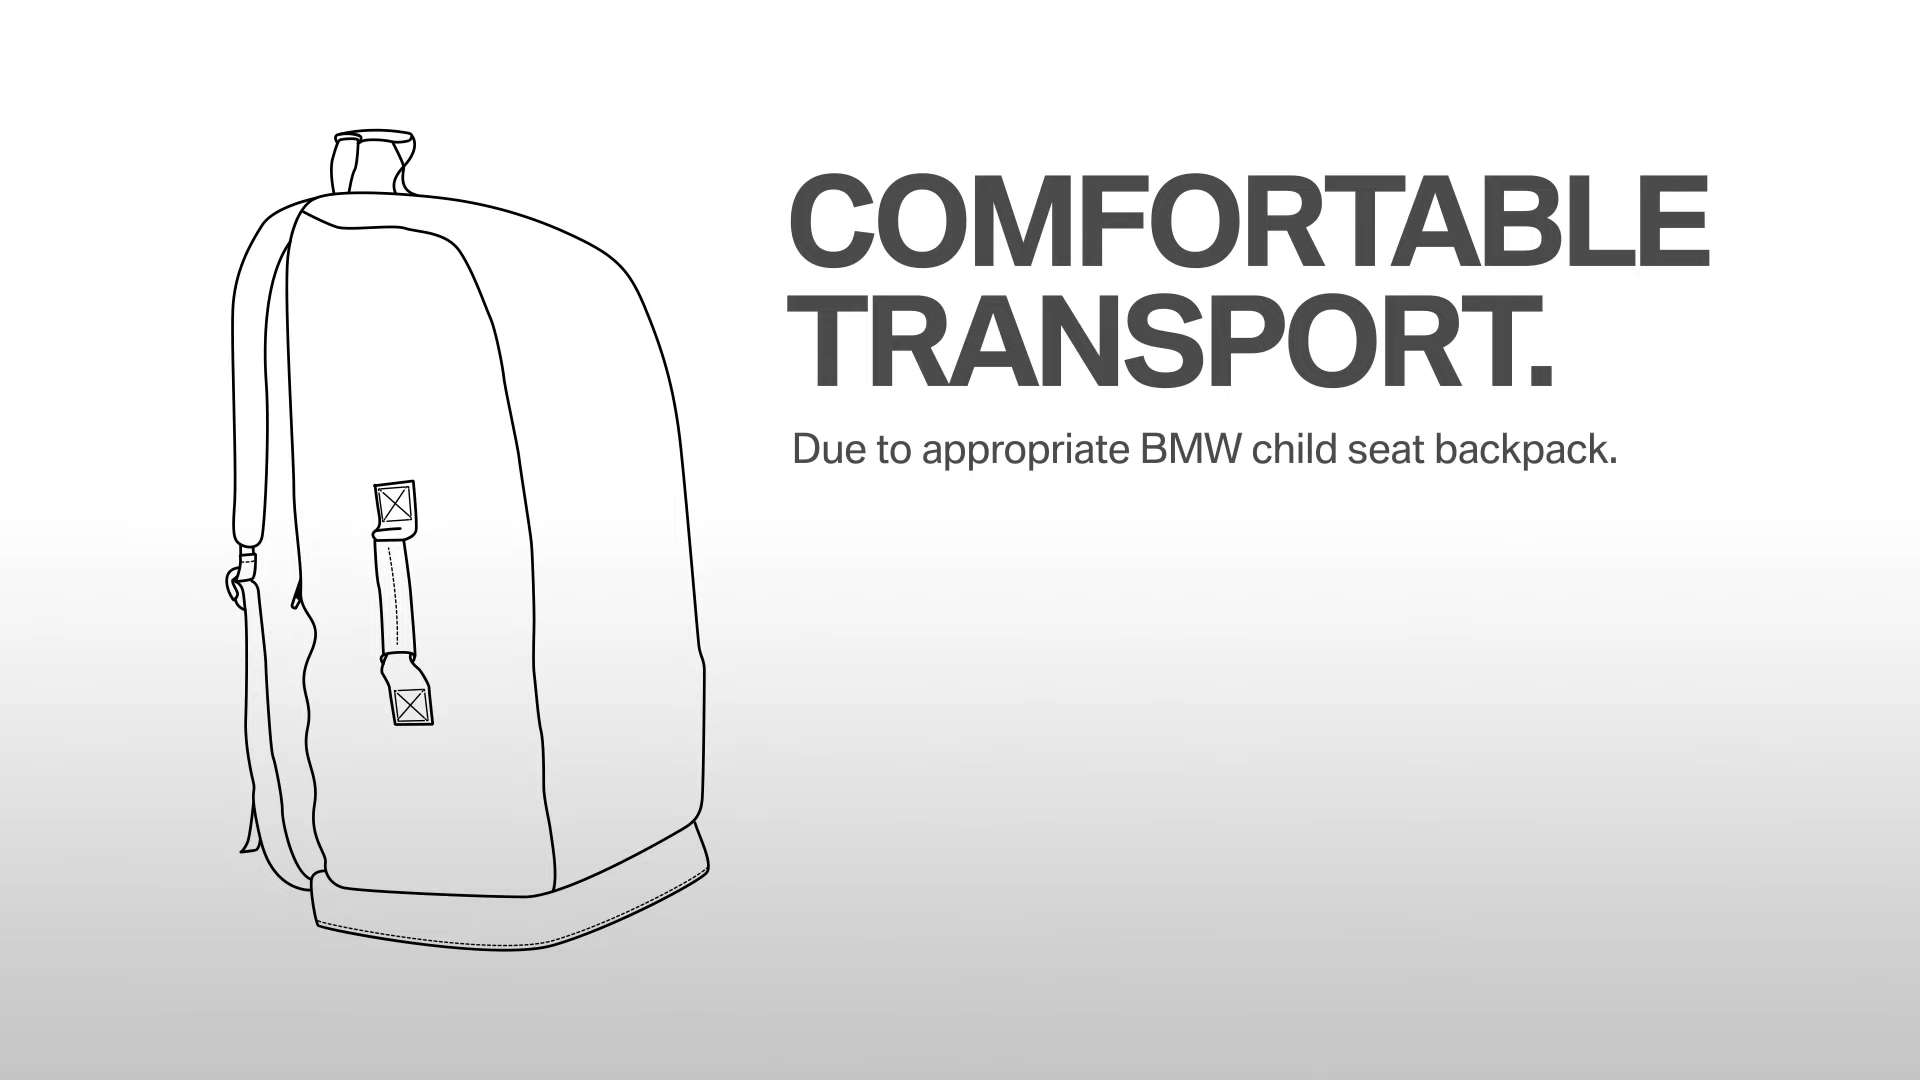 COMFORTABLE
TRANSPORT.
Due to appropriate BMW child seat backpack.